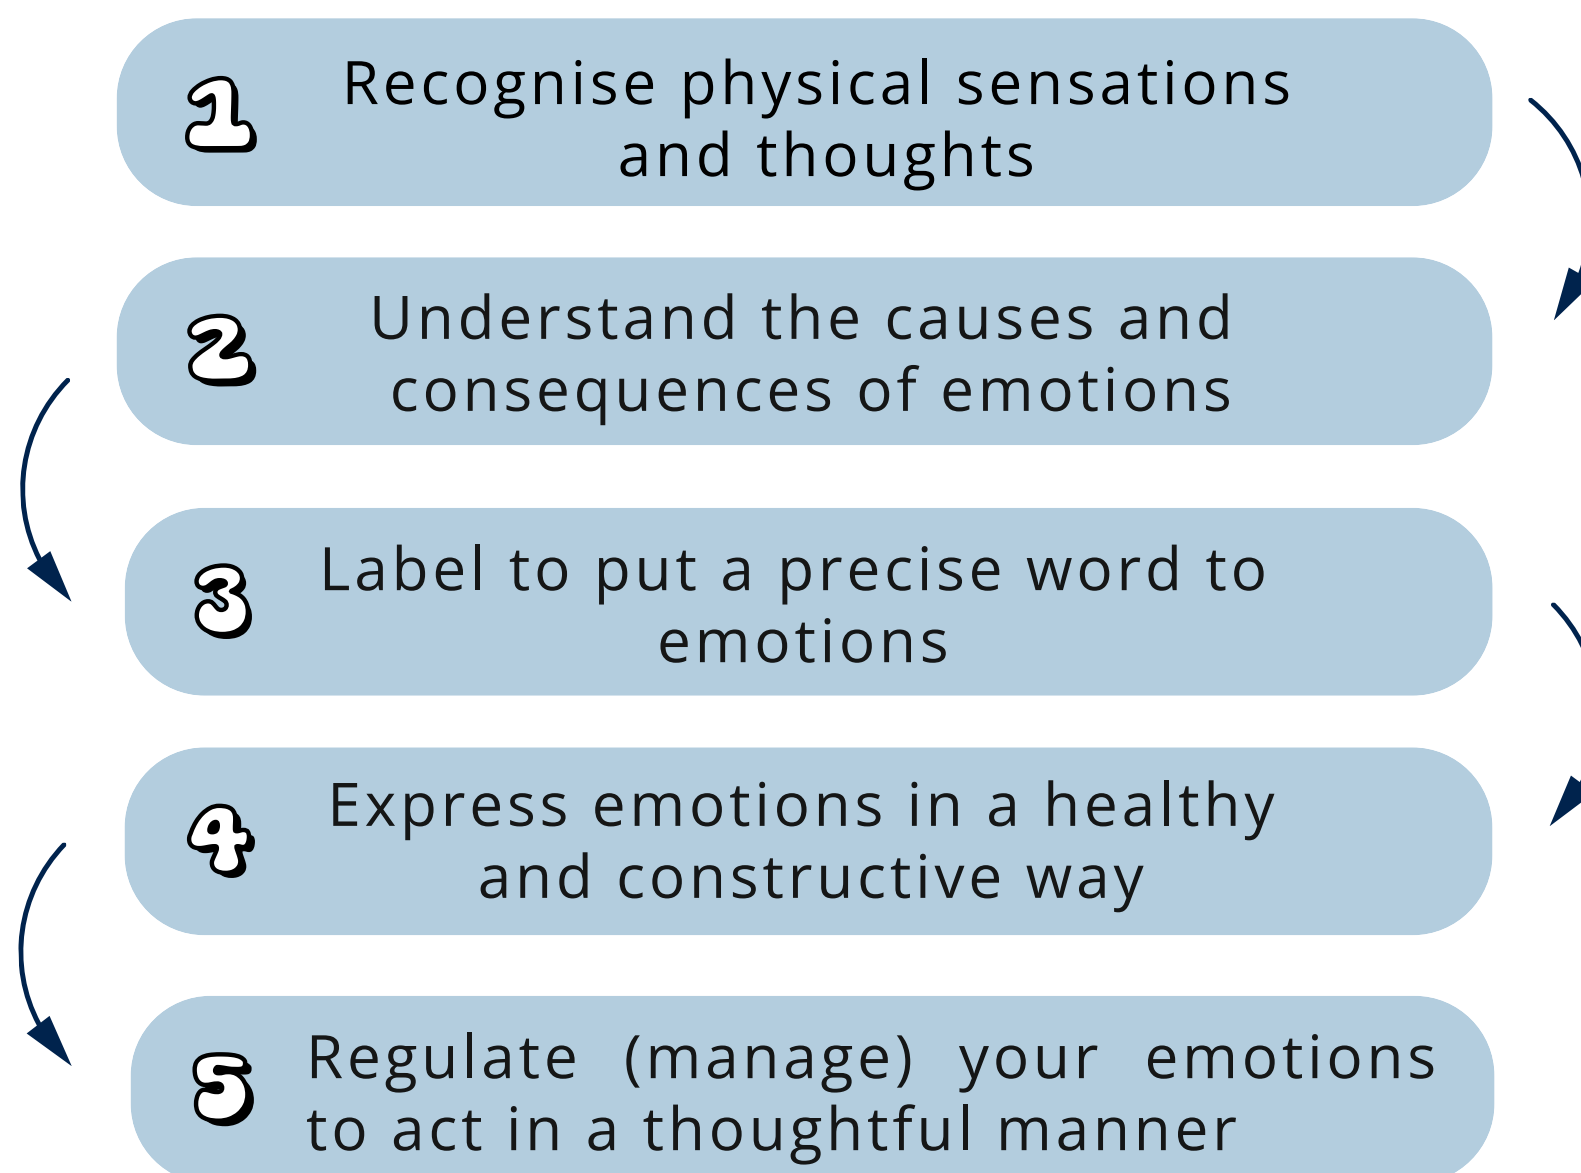 1
Recognise physical sensations
and thoughts
2
Understand the causes and
consequences of emotions
3
Label to put a precise word to
emotions
4
Express emotions in a healthy
and constructive way
5
Regulate (manage) your emotions
to act in a thoughtful manner